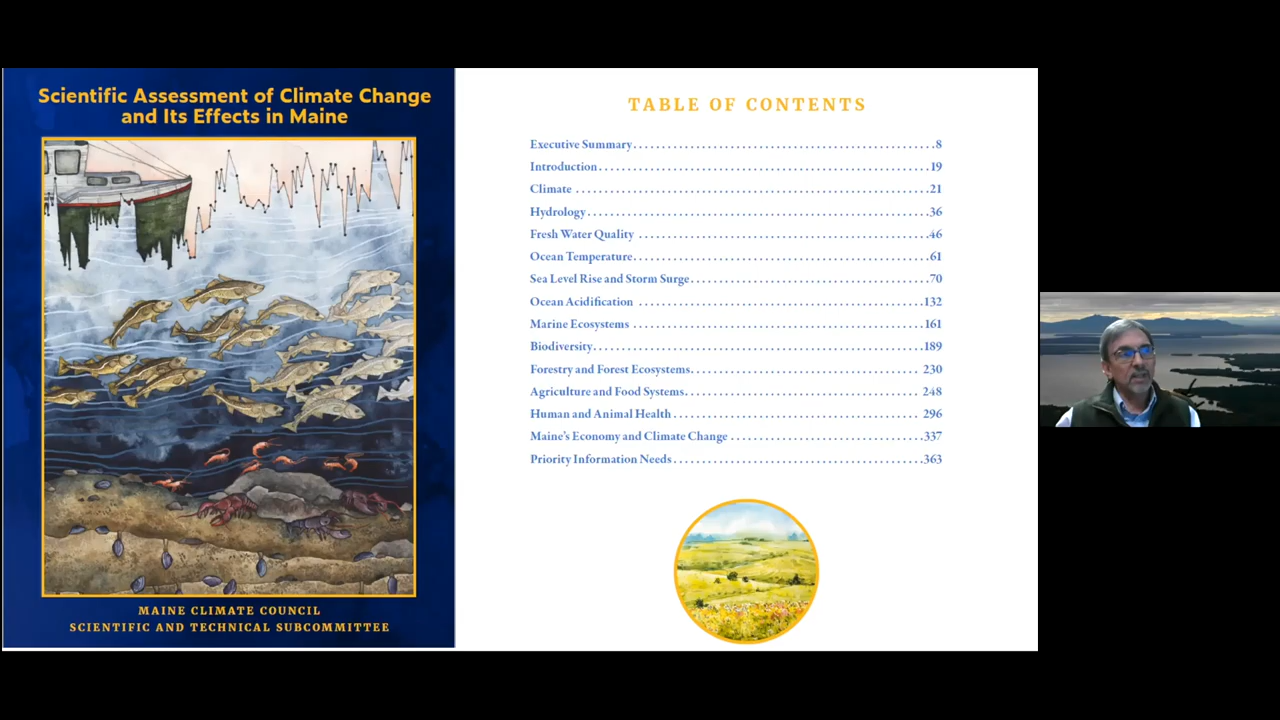 Scientific Assessment of Climate Change
and Its Effects in Maine
MAINE CLIMATE COUNCIL
SCIENTIFIC AND TECHNICAL SUBCOMMITTEE
TABLE OF CONTENTS
Executive Summary. . . . . . . . . . . . . . . . . . . . . . . . . . . . . . . . . . . . . . . . . . . . . . . . . . . . . .8
Introduction. . . . . . . . . . . . . . . . . . . . . . . . . . . . . . . . . . . . . . . . . . . . . . . . . . . . . . . . . . .19
Climate . . . . . . . . . . . . . . . . . . . . . . . . . . . . . . . . . . . . . . . . . . . . . . . . . . . . . . . . . . . . . .21
Hydrology. . . . . . . . . . . . . . . . . . . . . . . . . . . . . . . . . . . . . . . . . . . . . . . . . . . . . . . . . . . .36
Fresh Water Quality . . . . . . . . . . . . . . . . . . . . . . . . . . . . . . . . . . . . . . . . . . . . . . . . . . .46
Ocean Temperature. . . . . . . . . . . . . . . . . . . . . . . . . . . . . . . . . . . . . . . . . . . . . . . . . . . .61
Sea Level Rise and Storm Surge. . . . . . . . . . . . . . . . . . . . . . . . . . . . . . . . . . . . . . . . . .70
Ocean Acidification . . . . . . . . . . . . . . . . . . . . . . . . . . . . . . . . . . . . . . . . . . . . . . . . . .132
Marine Ecosystems . . . . . . . . . . . . . . . . . . . . . . . . . . . . . . . . . . . . . . . . . . . . . . . . . . .161
Biodiversity. . . . . . . . . . . . . . . . . . . . . . . . . . . . . . . . . . . . . . . . . . . . . . . . . . . . . . . . . .189
Forestry and Forest Ecosystems. . . . . . . . . . . . . . . . . . . . . . . . . . . . . . . . . . . . . . . . . 230
Agriculture and Food Systems. . . . . . . . . . . . . . . . . . . . . . . . . . . . . . . . . . . . . . . . . . 248
Human and Animal Health . . . . . . . . . . . . . . . . . . . . . . . . . . . . . . . . . . . . . . . . . . . . 296
Maine's Economy and Climate Change . . . . . . . . . . . . . . . . . . . . . . . . . . . . . . . . . .337
Priority Information Needs. . . . . . . . . . . . . . . . . . . . . . . . . . . . . . . . . . . . . . . . . . . .363